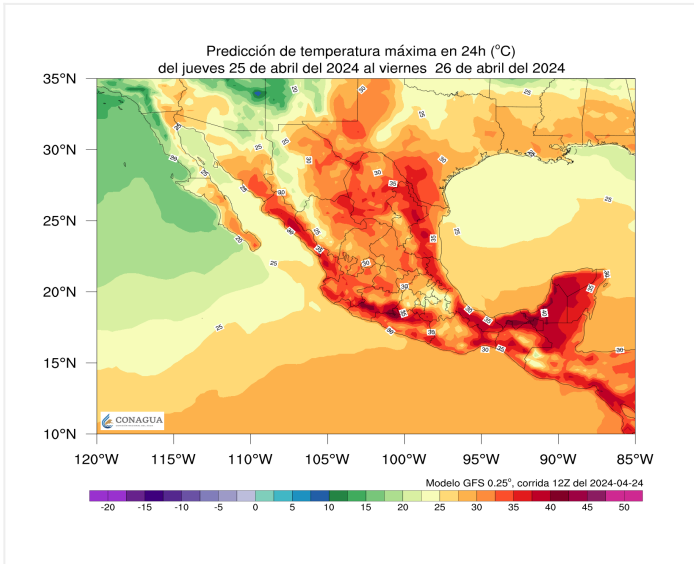 Predicción de temperatura máxima en 24h (°C)
del jueves 25 de abril del 2024 al viernes 26 de abril del 2024
35°N
30°N
25°N
20°N
15°N
10°N
120°W 115°W 110°W 105°W 100°W 95°W 90°W 85°W
CONAGUA
Modelo GFS 0.25°, corrida 12Z del 2024-04-24
-20 -15 -10 -5 0 5 10 15 20 25 30 35 40 45 50